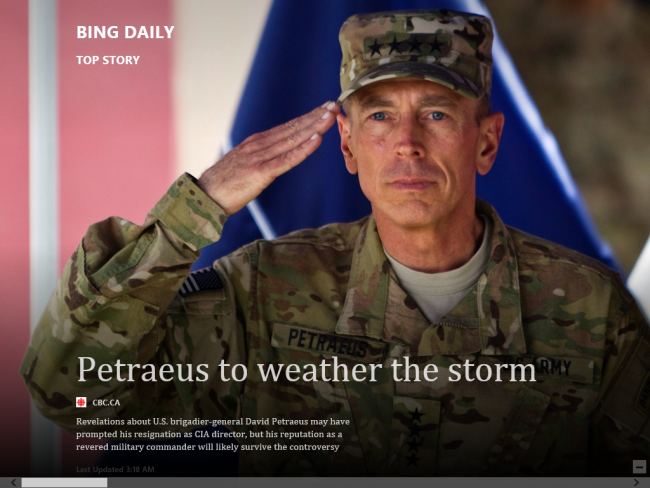 BING DAILY
TOP STORY
PETRAEUS
ARMY
Petraeus to weather the storm
CBC.CA
Revelations about U.S. brigadier-general David Petraeus may have
prompted his resignation as CIA director, but his reputation as a
revered military commander will likely survive the controversy
Last Updated 3:18 AM